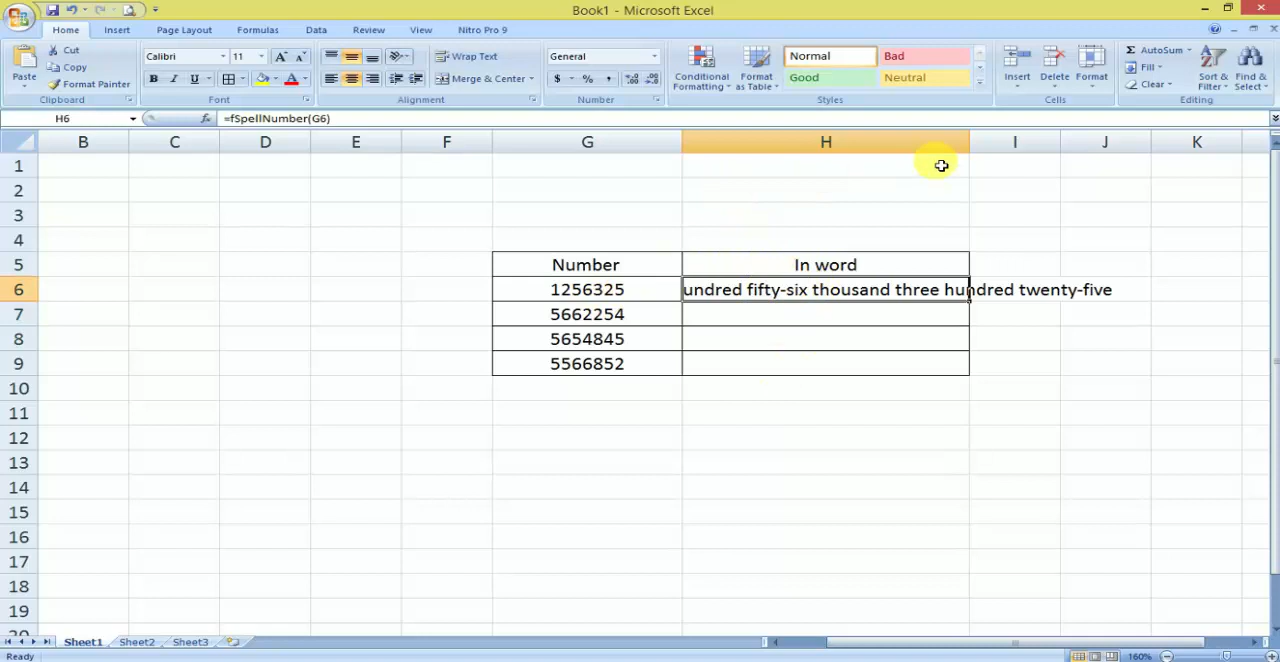 Book1 - Microsoft Excel
Home Insert Page Layout Formulas Data Review View Nitro Pro 9
Paste
Cut
Copy
Format Painter
Clipboard
Calibri 11
B I U
Font
Wrap Text
Merge & Center
Alignment
General
$ % ,
Number
Conditional Formatting
Format as Table
Normal Bad
Good Neutral
Styles
Insert Delete Format
Cells
Σ AutoSum
Fill
Clear
Sort & Filter
Find & Select
Editing
H6 fx =fSpellNumber(G6)
B C D E F G H I J K
1
2
3
4
5 Number In word
6 1256325 undred fifty-six thousand three hundred twenty-five
7 5662254
8 5654845
9 5566852
10
11
12
13
14
15
16
17
18
19
Sheet1 Sheet2 Sheet3
Ready 160%